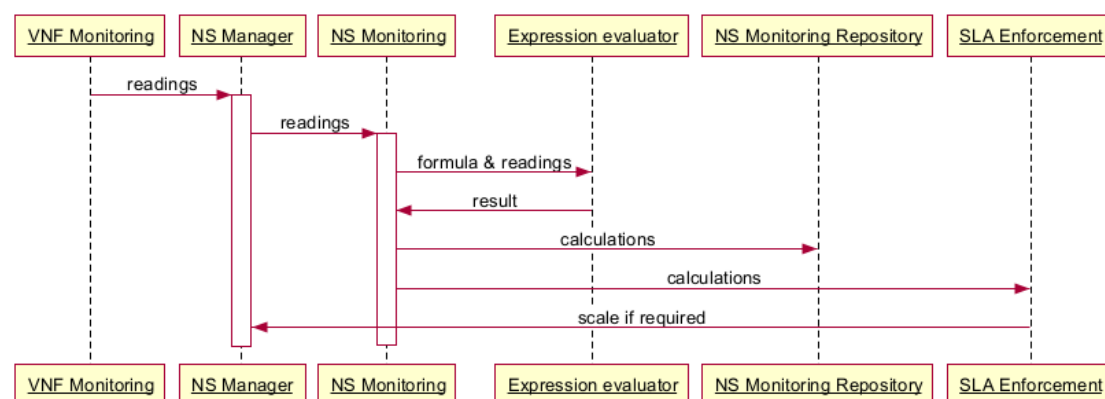 VNF Monitoring
NS Manager
NS Monitoring
Expression evaluator
NS Monitoring Repository
SLA Enforcement
readings
readings
formula & readings
result
calculations
calculations
scale if required
VNF Monitoring
NS Manager
NS Monitoring
Expression evaluator
NS Monitoring Repository
SLA Enforcement